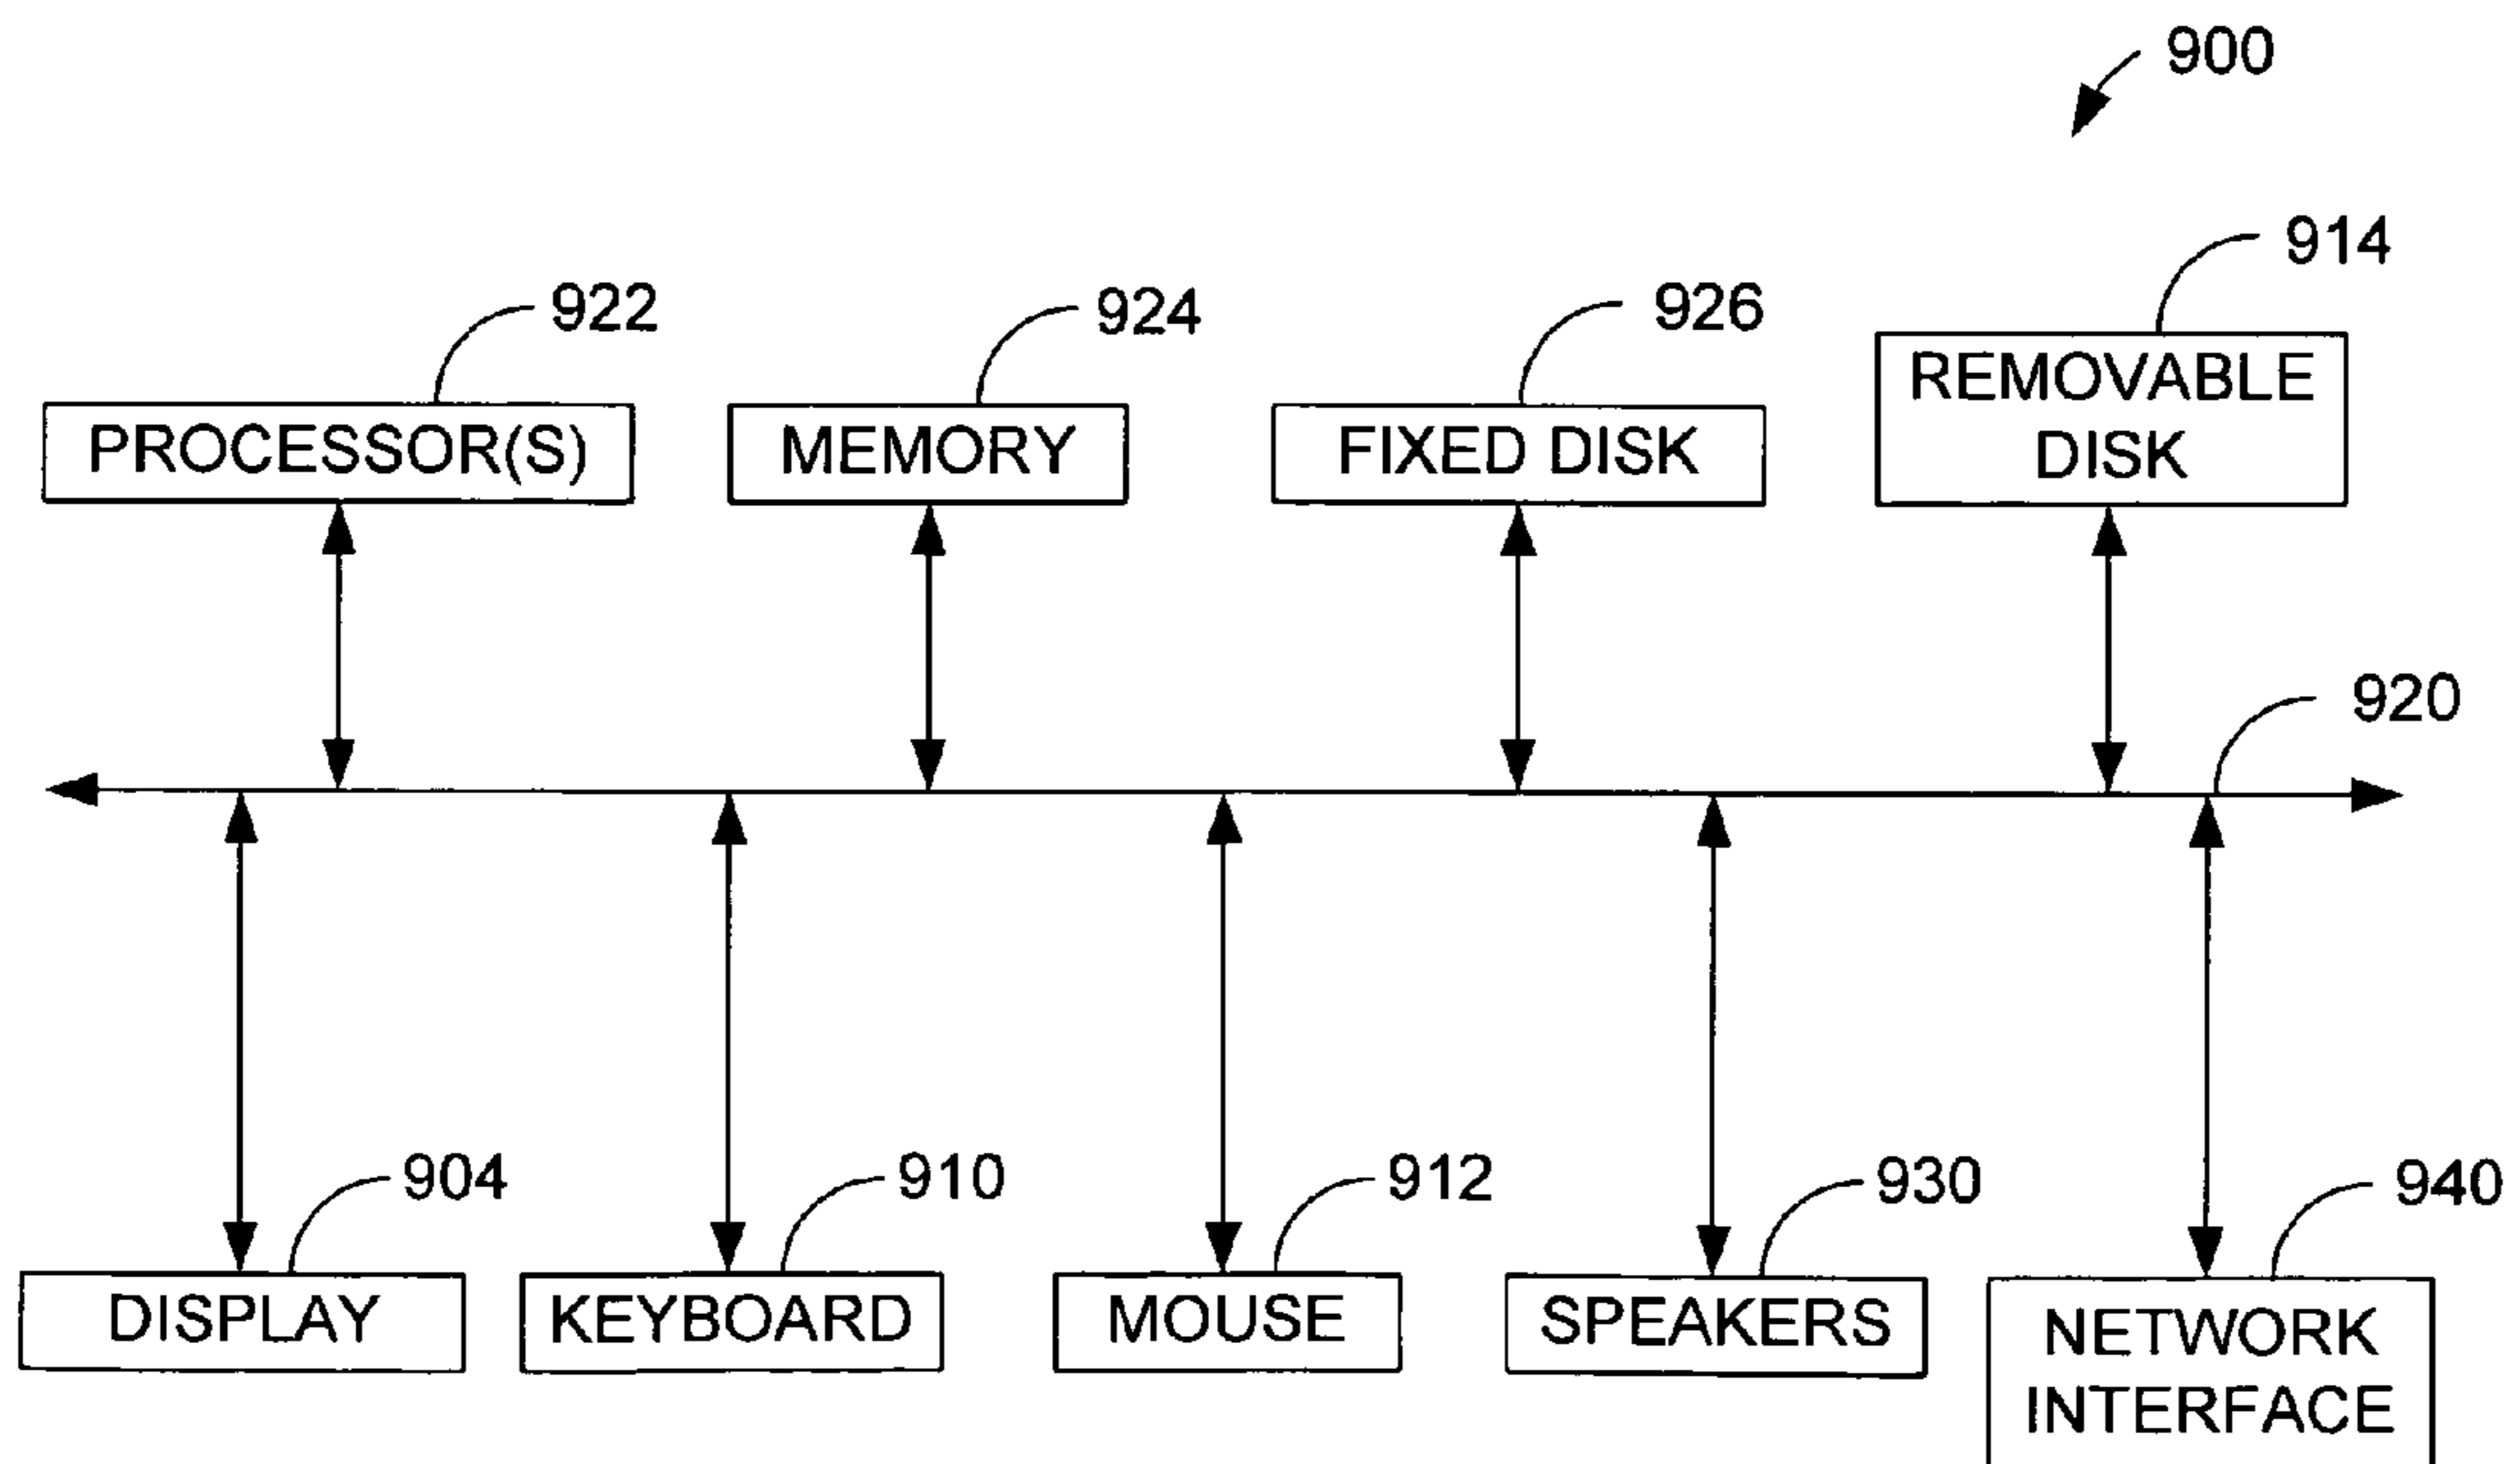 900
914
922
924
926
REMOVABLE
DISK
PROCESSOR(S)
MEMORY
FIXED DISK
920
904
910
912
930
940
DISPLAY
KEYBOARD
MOUSE
SPEAKERS
NETWORK
INTERFACE